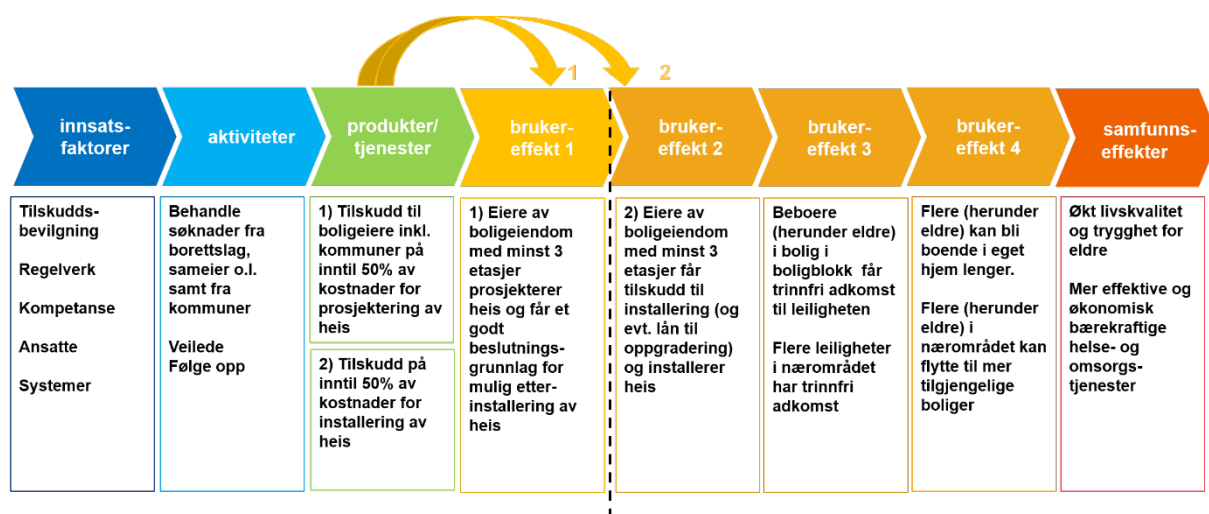 1
2
innsats-
faktorer
aktiviteter
produkter/
tjenester
bruker-
effekt 1
bruker-
effekt 2
bruker-
effekt 3
bruker-
effekt 4
samfunns-
effekter
Tilskudds-
bevilgning
Regelverk
Kompetanse
Ansatte
Systemer
Behandle
søknader fra
borettslag,
sameier o.l.
samt fra
kommuner
Veilede
Følge opp
1) Tilskudd til
boligeiere inkl.
kommuner på
inntil 50% av
kostnader for
prosjektering av
heis
2) Tilskudd på
inntil 50% av
kostnader for
installering av
heis
1) Eiere av
boligeiendom
med minst 3
etasjer
prosjekterer
heis og får et
godt
beslutnings-
grunnlag for
mulig etter-
installering av
heis
2) Eiere av
boligeiendom
med minst 3
etasjer får
tilskudd til
installering (og
evt. lån til
oppgradering)
og installerer
heis
Beboere
(herunder eldre)
i bolig i
boligblokk får
trinnfri adkomst
til leiligheten
Flere leiligheter
i nærområdet
har trinnfri
adkomst
Flere (herunder
eldre) kan bli
boende i eget
hjem lenger.
Flere (herunder
eldre) i
nærområdet kan
flytte til mer
tilgjengelige
boliger
Økt livskvalitet
og trygghet for
eldre
Mer effektive og
økonomisk
bærekraftige
helse- og
omsorgs-
tjenester